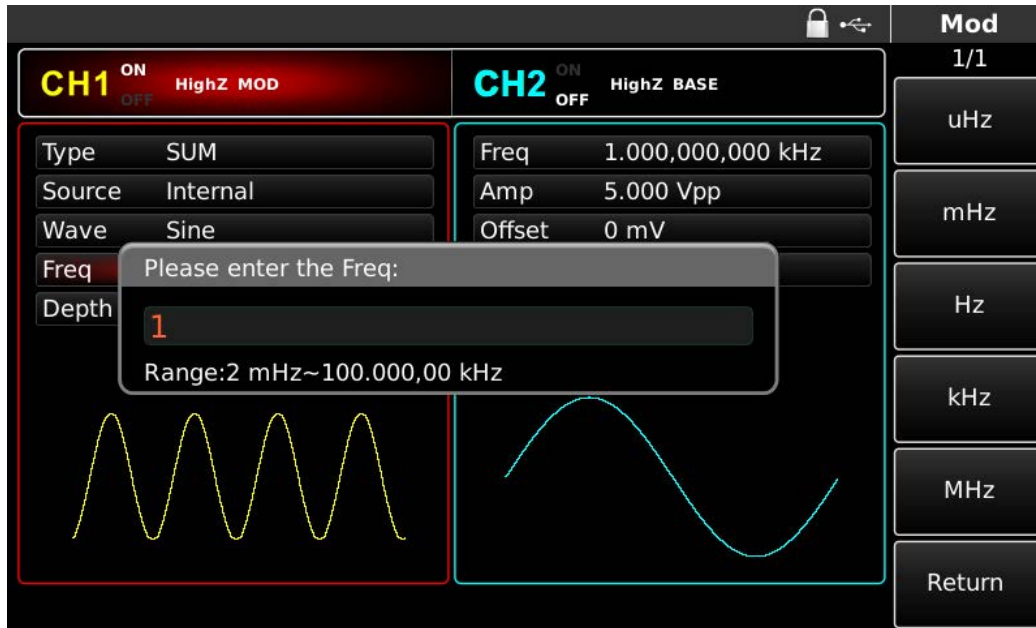 Mod
1/1
CH1 ON OFF HighZ MOD
CH2 ON OFF HighZ BASE
uHz
Type SUM
Freq 1.000,000,000 kHz
Source Internal
Amp 5.000 Vpp
mHz
Wave Sine
Offset 0 mV
Freq
Please enter the Freq:
Depth
1
Hz
Range:2 mHz~100.000,00 kHz
kHz
MHz
Return